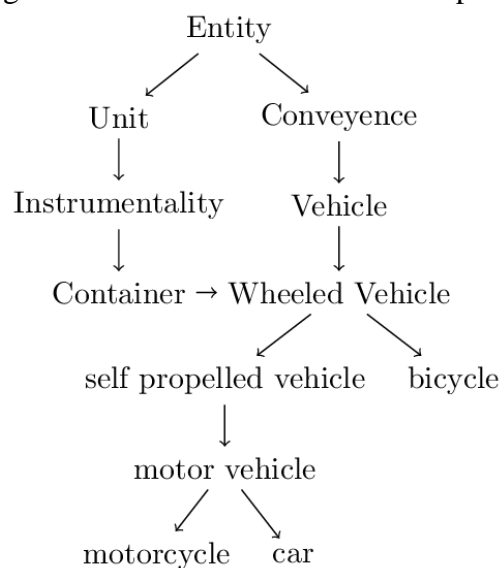 Entity
Unit Conveyence
Instrumentality Vehicle
Container → Wheeled Vehicle
self propelled vehicle bicycle
motor vehicle
motorcycle car